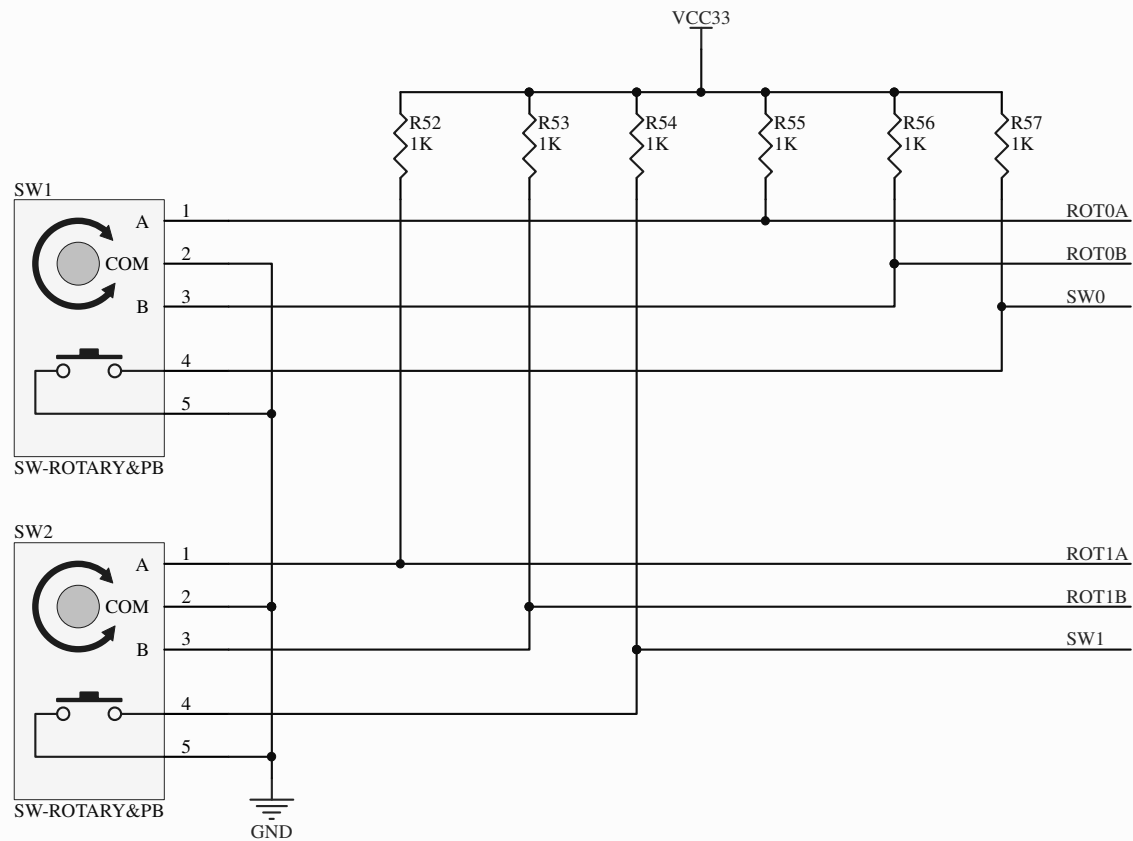 VCC33
R52
1K
R53
1K
R54
1K
R55
1K
R56
1K
R57
1K
SW1
A
1
COM
2
B
3
4
5
SW-ROTARY&PB
ROT0A
ROT0B
SW0
SW2
A
1
COM
2
B
3
4
5
SW-ROTARY&PB
ROT1A
ROT1B
SW1
GND